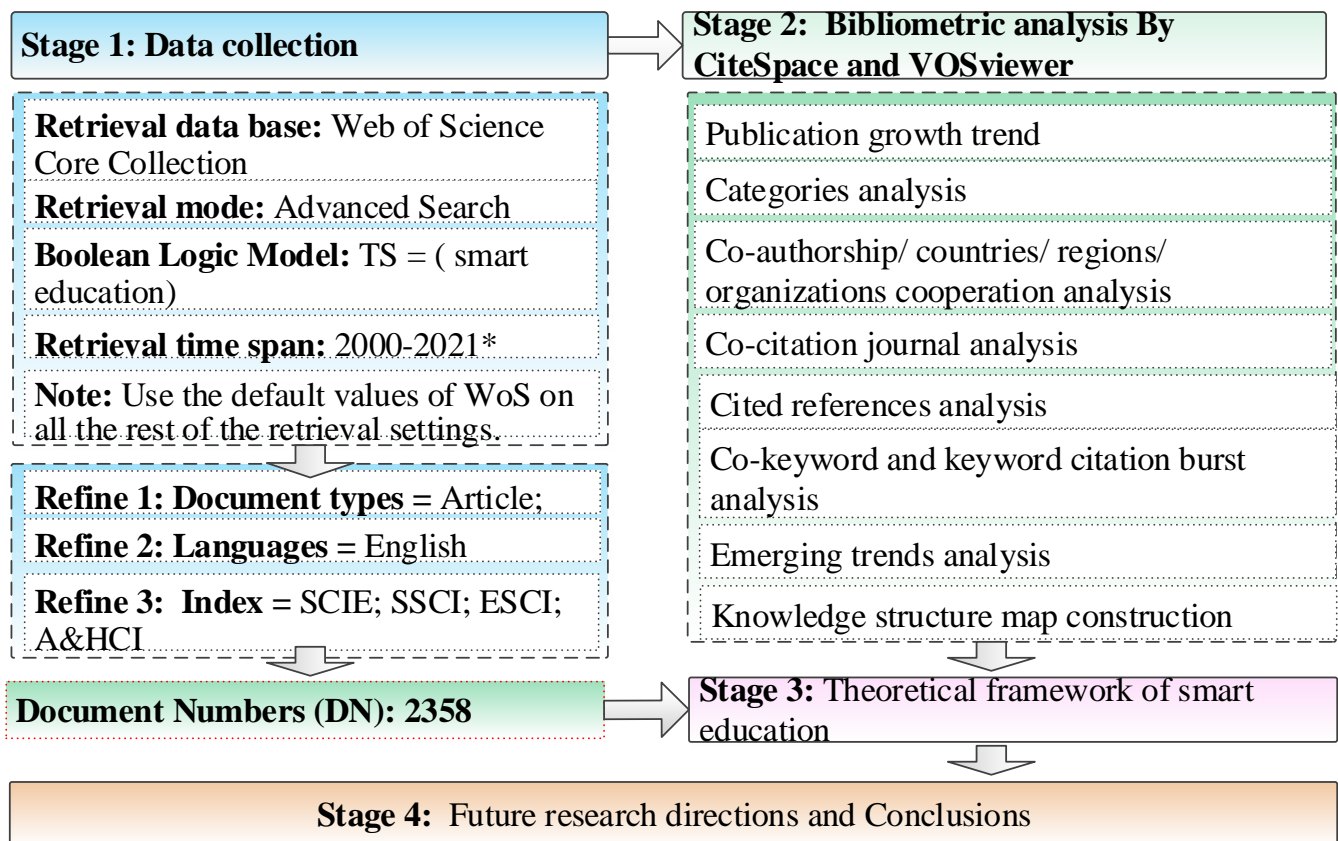 Stage 1: Data collection
Retrieval data base: Web of Science
Core Collection
Retrieval mode: Advanced Search
Boolean Logic Model: TS = ( smart
education)
Retrieval time span: 2000-2021*
Note: Use the default values of WoS on
all the rest of the retrieval settings.
Refine 1: Document types = Article;
Refine 2: Languages = English
Refine 3: Index = SCIE; SSCI; ESCI;
A&HCI
Document Numbers (DN): 2358
Stage 2: Bibliometric analysis By
CiteSpace and VOSviewer
Publication growth trend
Categories analysis
Co-authorship/ countries/ regions/
organizations cooperation analysis
Co-citation journal analysis
Cited references analysis
Co-keyword and keyword citation burst
analysis
Emerging trends analysis
Knowledge structure map construction
Stage 3: Theoretical framework of smart
education
Stage 4: Future research directions and Conclusions